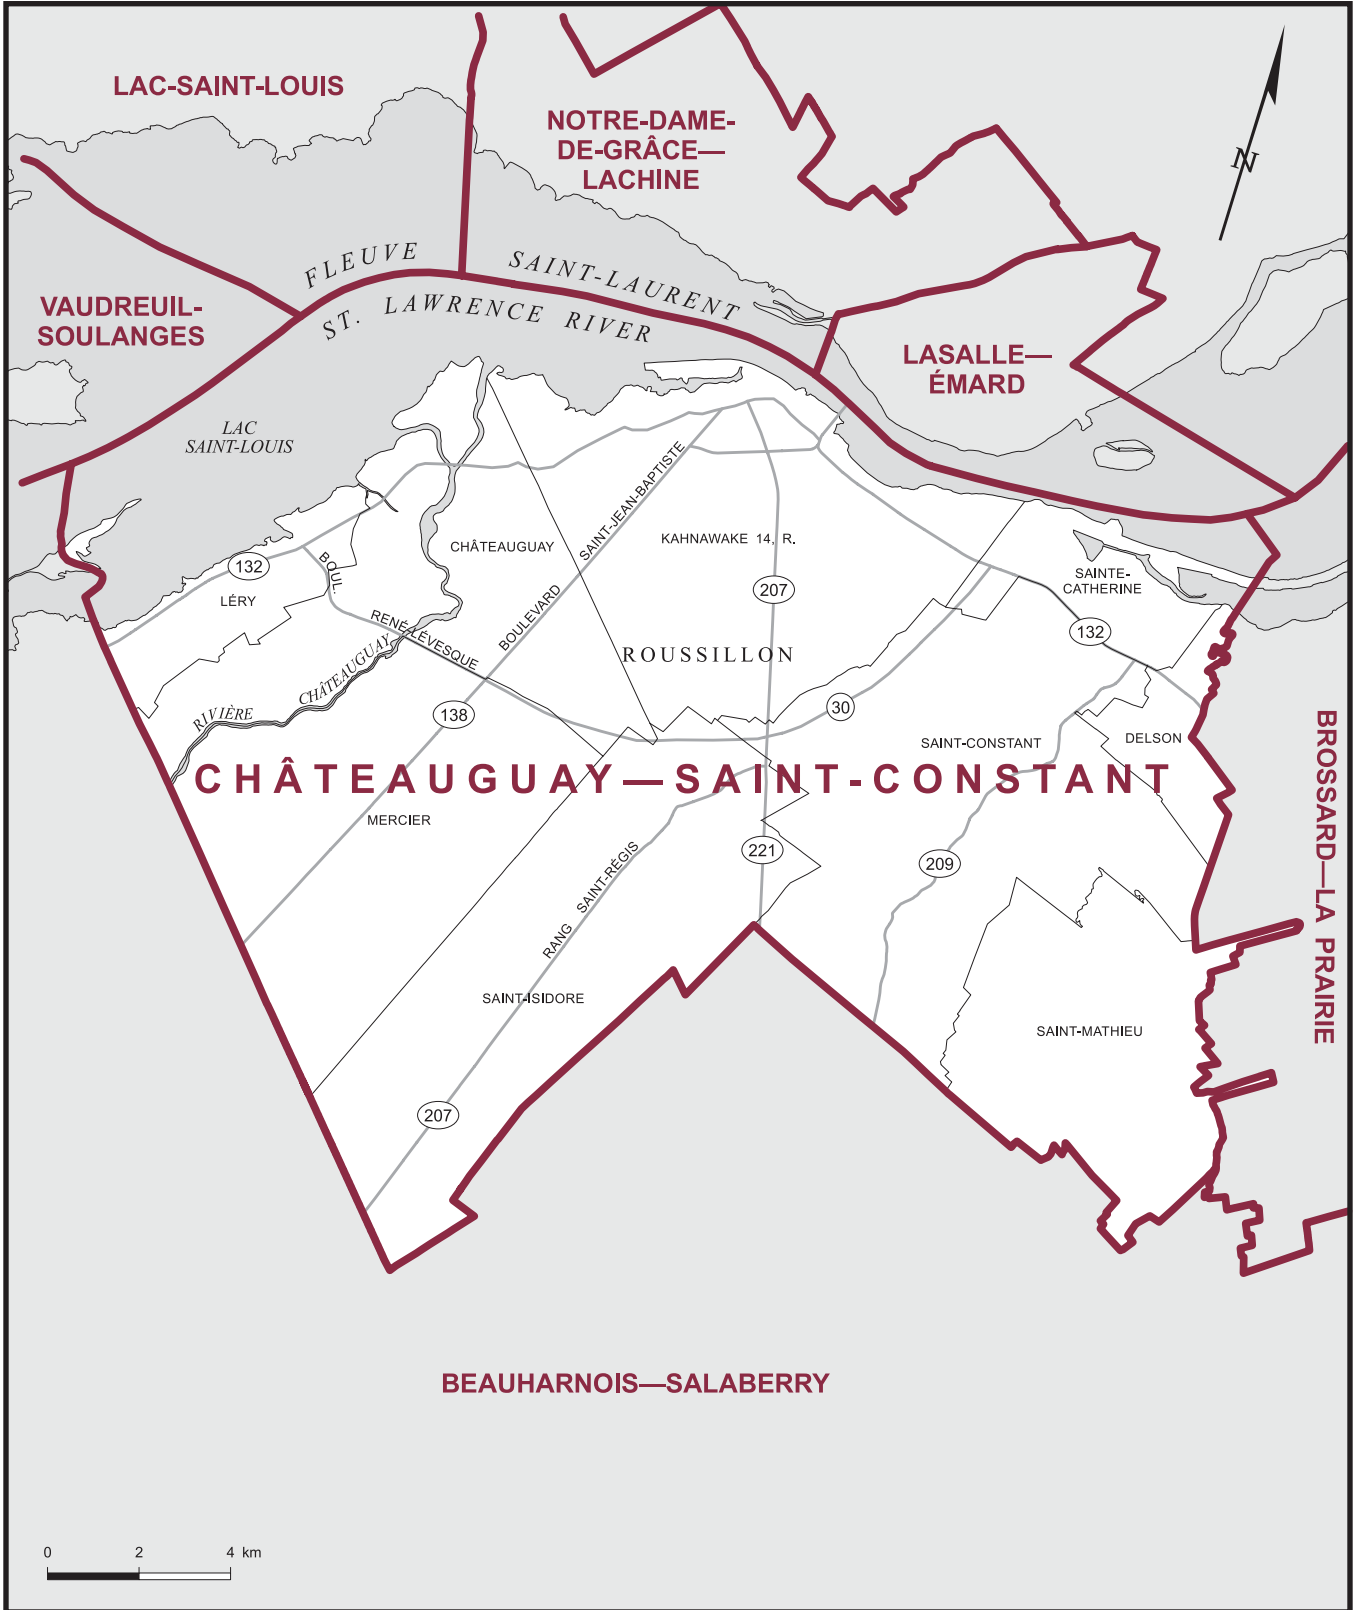 LAC-SAINT-LOUIS
NOTRE-DAME-
DE-GRÂCE—
LACHINE
N
FLEUVE SAINT-LAURENT
ST. LAWRENCE RIVER
VAUDREUIL-
SOULANGES
LASALLE—
ÉMARD
LAC
SAINT-LOUIS
CHÂTEAUGUAY
BOULEVARD SAINT-JEAN-BAPTISTE
KAHNAWAKE 14, R.
132
BOUL. RENÉ-LÉVESQUE
LÉRY
207
SAINTE-
CATHERINE
132
ROUSSILLON
RIVIÈRE CHÂTEAUGUAY
138
30
SAINT-CONSTANT
DELSON
CHÂTEAUGUAY—SAINT-CONSTANT
MERCIER
BROSSARD—LA PRAIRIE
221
209
RANG SAINT-RÉGIS
SAINT-ISIDORE
SAINT-MATHIEU
207
BEAUHARNOIS—SALABERRY
0 2 4 km